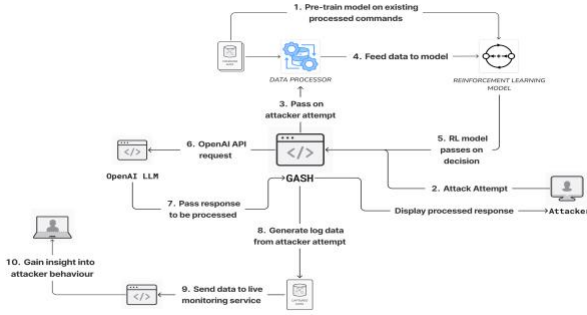 1. Pre-train model on existing
processed commands
4. Feed data to model
DATA PROCESSOR
REINFORCEMENT LEARNING
MODEL
3. Pass on
attacker attempt
6. OpenAI API
request
</>
</>
5. RL model
passes on
decision
OpenAI LLM
GASH
2. Attack Attempt
7. Pass response
to be processed
Display processed response
Attacker
8. Generate log data
from attacker attempt
</>
10. Gain insight into
attacker behaviour
9. Send data to live
monitoring service
</>